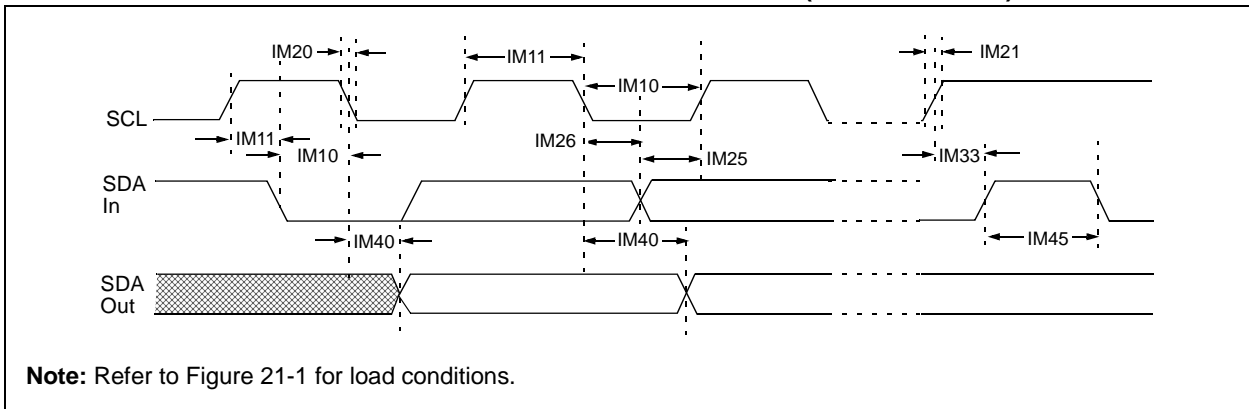 IM20
IM11
IM21
IM10
SCL
IM11
IM26
IM10
IM25
IM33
SDA
In
IM40
IM40
IM45
SDA
Out
Note: Refer to Figure 21-1 for load conditions.